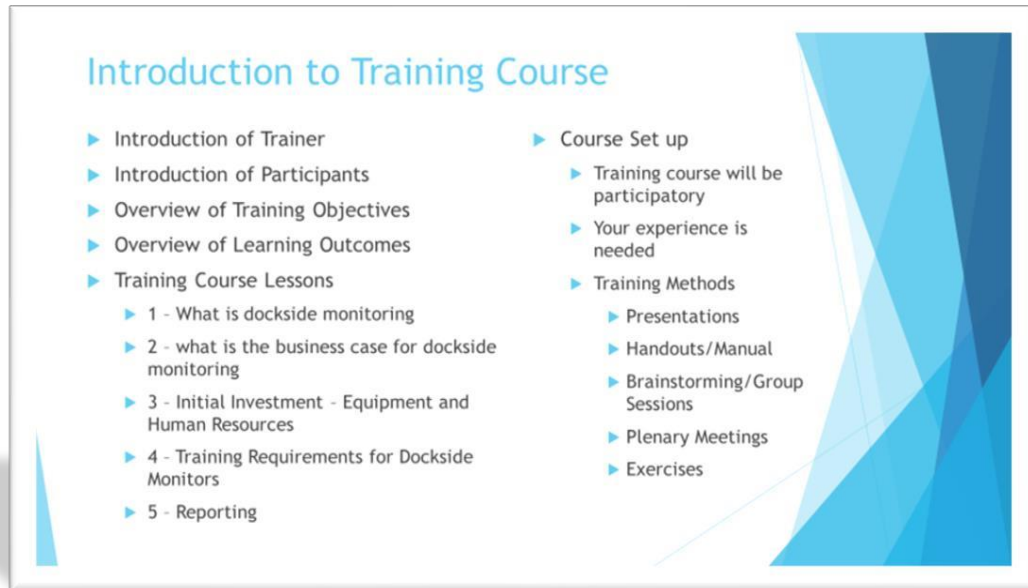 Introduction to Training Course
Introduction of Trainer
Introduction of Participants
Overview of Training Objectives
Overview of Learning Outcomes
Training Course Lessons
1 – What is dockside monitoring
2 – what is the business case for dockside
monitoring
3 – Initial Investment – Equipment and
Human Resources
4 – Training Requirements for Dockside
Monitors
5 – Reporting
Course Set up
Training course will be
participatory
Your experience is
needed
Training Methods
Presentations
Handouts/Manual
Brainstorming/Group
Sessions
Plenary Meetings
Exercises